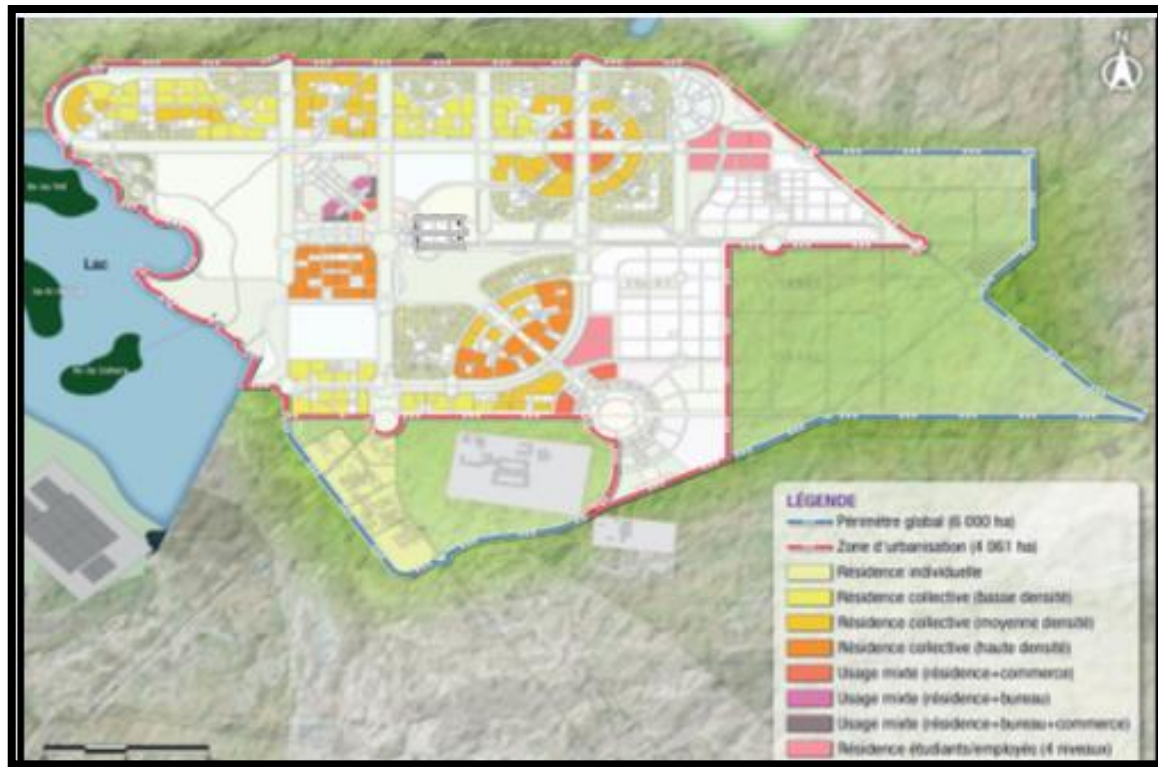 N
Lac
LÉGENDE
Périmètre global (6 000 ha)
Zone d'urbanisation (4 061 ha)
Résidence individuelle
Résidence collective (basse densité)
Résidence collective (moyenne densité)
Résidence collective (haute densité)
Usage mixte (résidence+commerce)
Usage mixte (résidence+bureau)
Usage mixte (résidence+bureau+commerce)
Résidence étudiants/employés (4 niveaux)